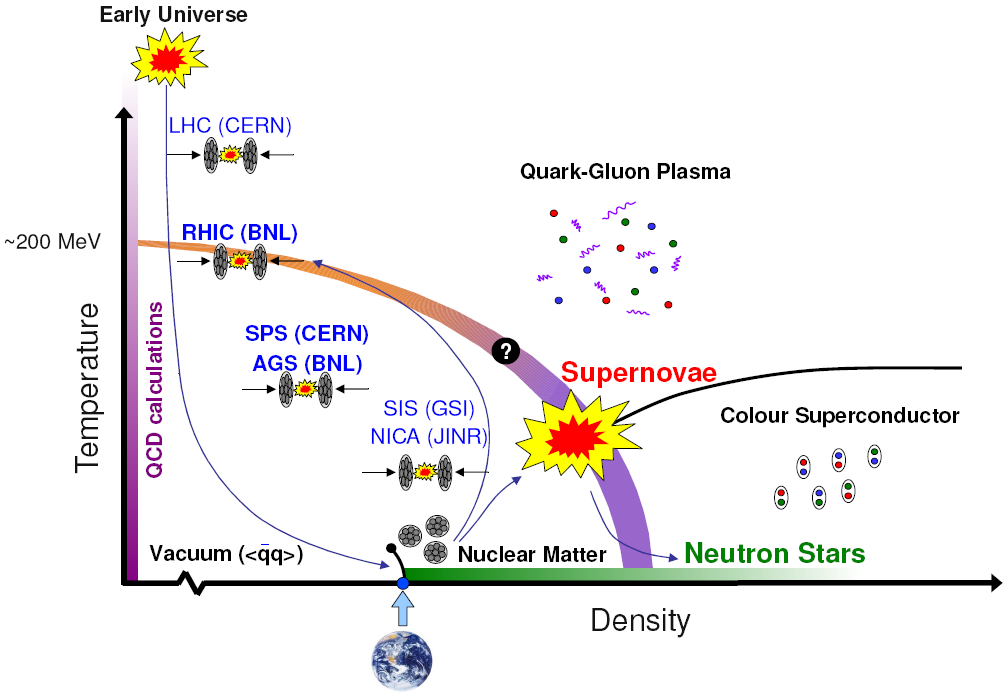 Early Universe
LHC (CERN)
Quark-Gluon Plasma
~200 MeV
RHIC (BNL)
SPS (CERN)
AGS (BNL)
?
Supernovae
SIS (GSI)
NICA (JINR)
Colour Superconductor
Temperature
QCD calculations
Vacuum (<q̄q>)
Nuclear Matter
Neutron Stars
Density